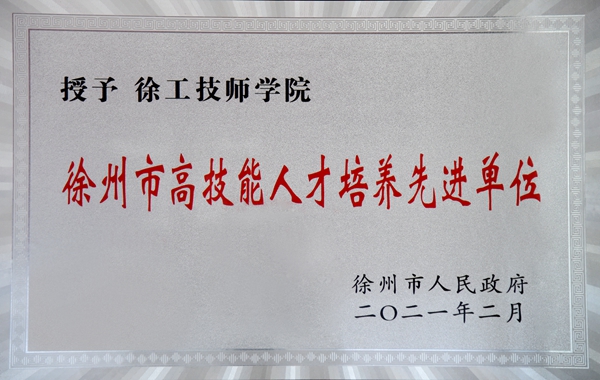 授予 徐工技师学院
徐州市高技能人才培养先进单位
徐州市人民政府
二〇二一年二月